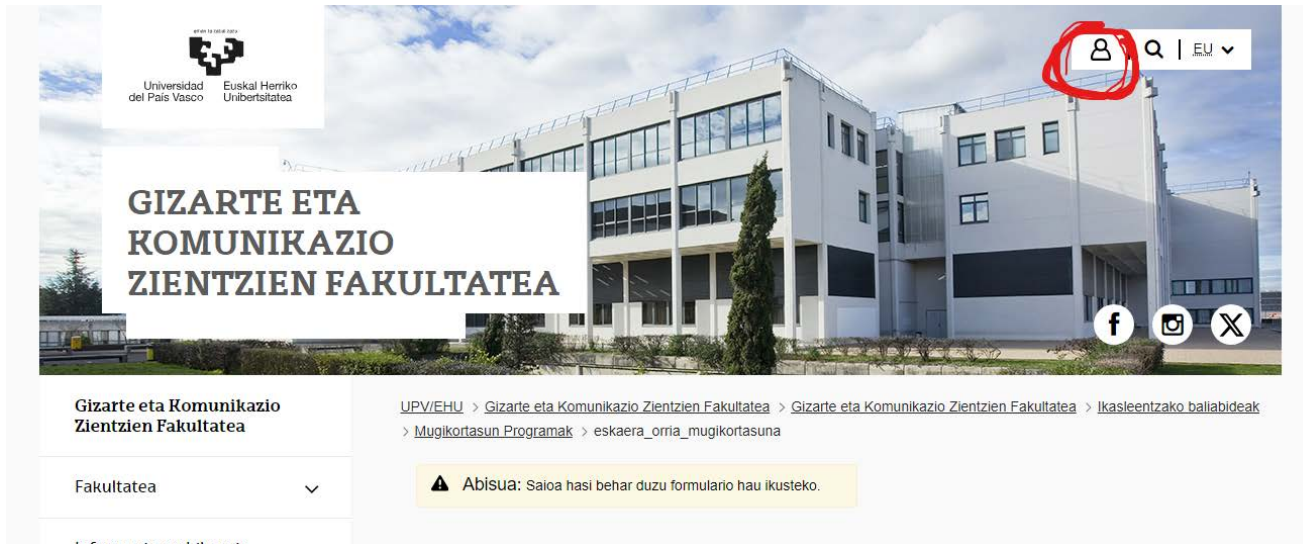 Universidad
del País Vasco
Euskal Herriko
Unibertsitatea
EU
GIZARTE ETA
KOMUNIKAZIO
ZIENTZIEN FAKULTATEA
Gizarte eta Komunikazio
Zientzien Fakultatea
Fakultatea
UPV/EHU > Gizarte eta Komunikazio Zientzien Fakultatea > Gizarte eta Komunikazio Zientzien Fakultatea > Ikasleentzako baliabideak
> Mugikortasun Programak > eskaera_orria_mugikortasuna
Abisua: Saioa hasi behar duzu formulario hau ikusteko.